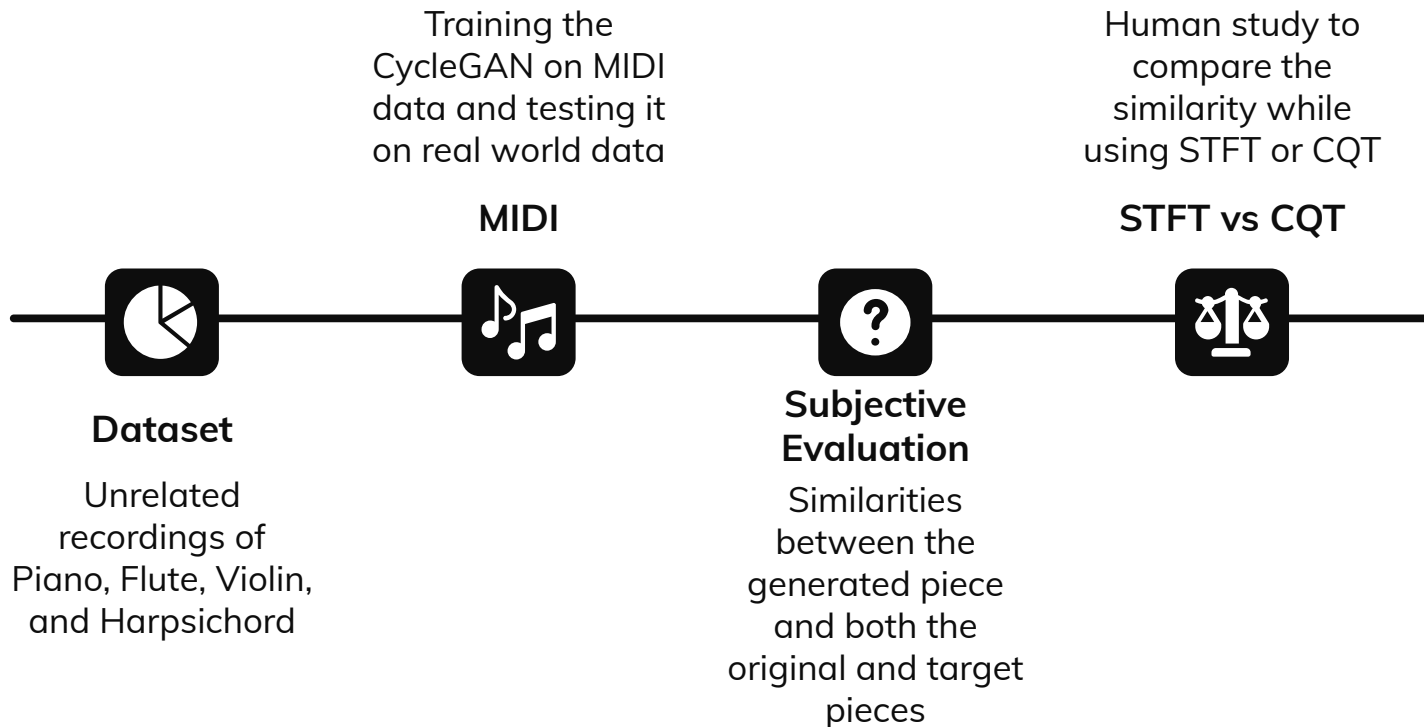 Dataset
Unrelated
recordings of
Piano, Flute, Violin,
and Harpsichord
Training the
CycleGAN on MIDI
data and testing it
on real world data
MIDI
Subjective
Evaluation
Similarities
between the
generated piece
and both the
original and target
pieces
Human study to
compare the
similarity while
using STFT or CQT
STFT vs CQT